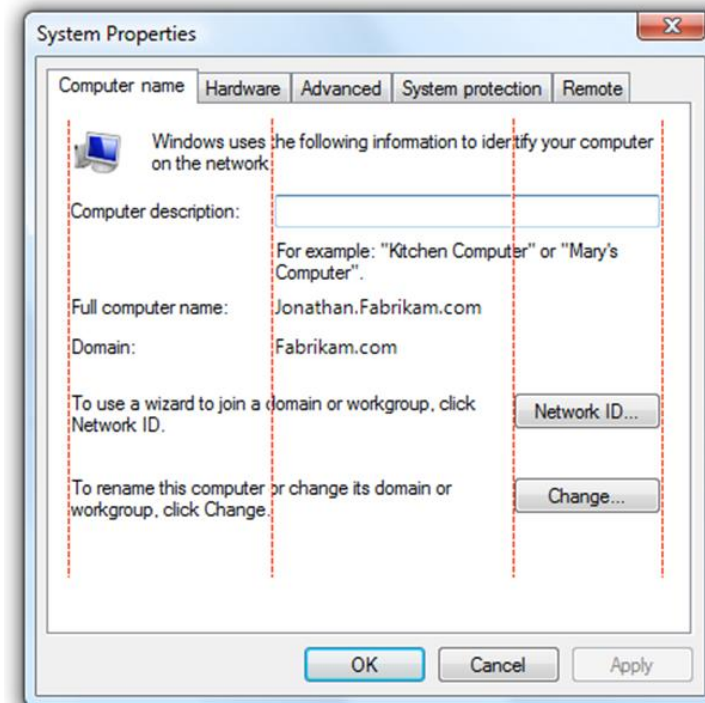 System Properties
Computer name Hardware Advanced System protection Remote
Windows uses the following information to identify your computer
on the network
Computer description:
For example: "Kitchen Computer" or "Mary's
Computer".
Full computer name: Jonathan.Fabrikam.com
Domain: Fabrikam.com
To use a wizard to join a domain or workgroup, click
Network ID.
Network ID...
To rename this computer or change its domain or
workgroup, click Change.
Change...
OK Cancel Apply